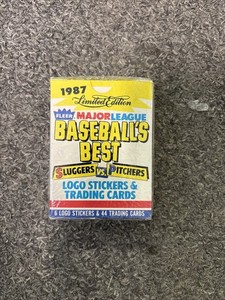 1987
Limited Edition
FLEER MAJOR LEAGUE
BASEBALL'S
BEST
SLUGGERS VS. PITCHERS
LOGO STICKERS &
TRADING CARDS
6 LOGO STICKERS & 44 TRADING CARDS